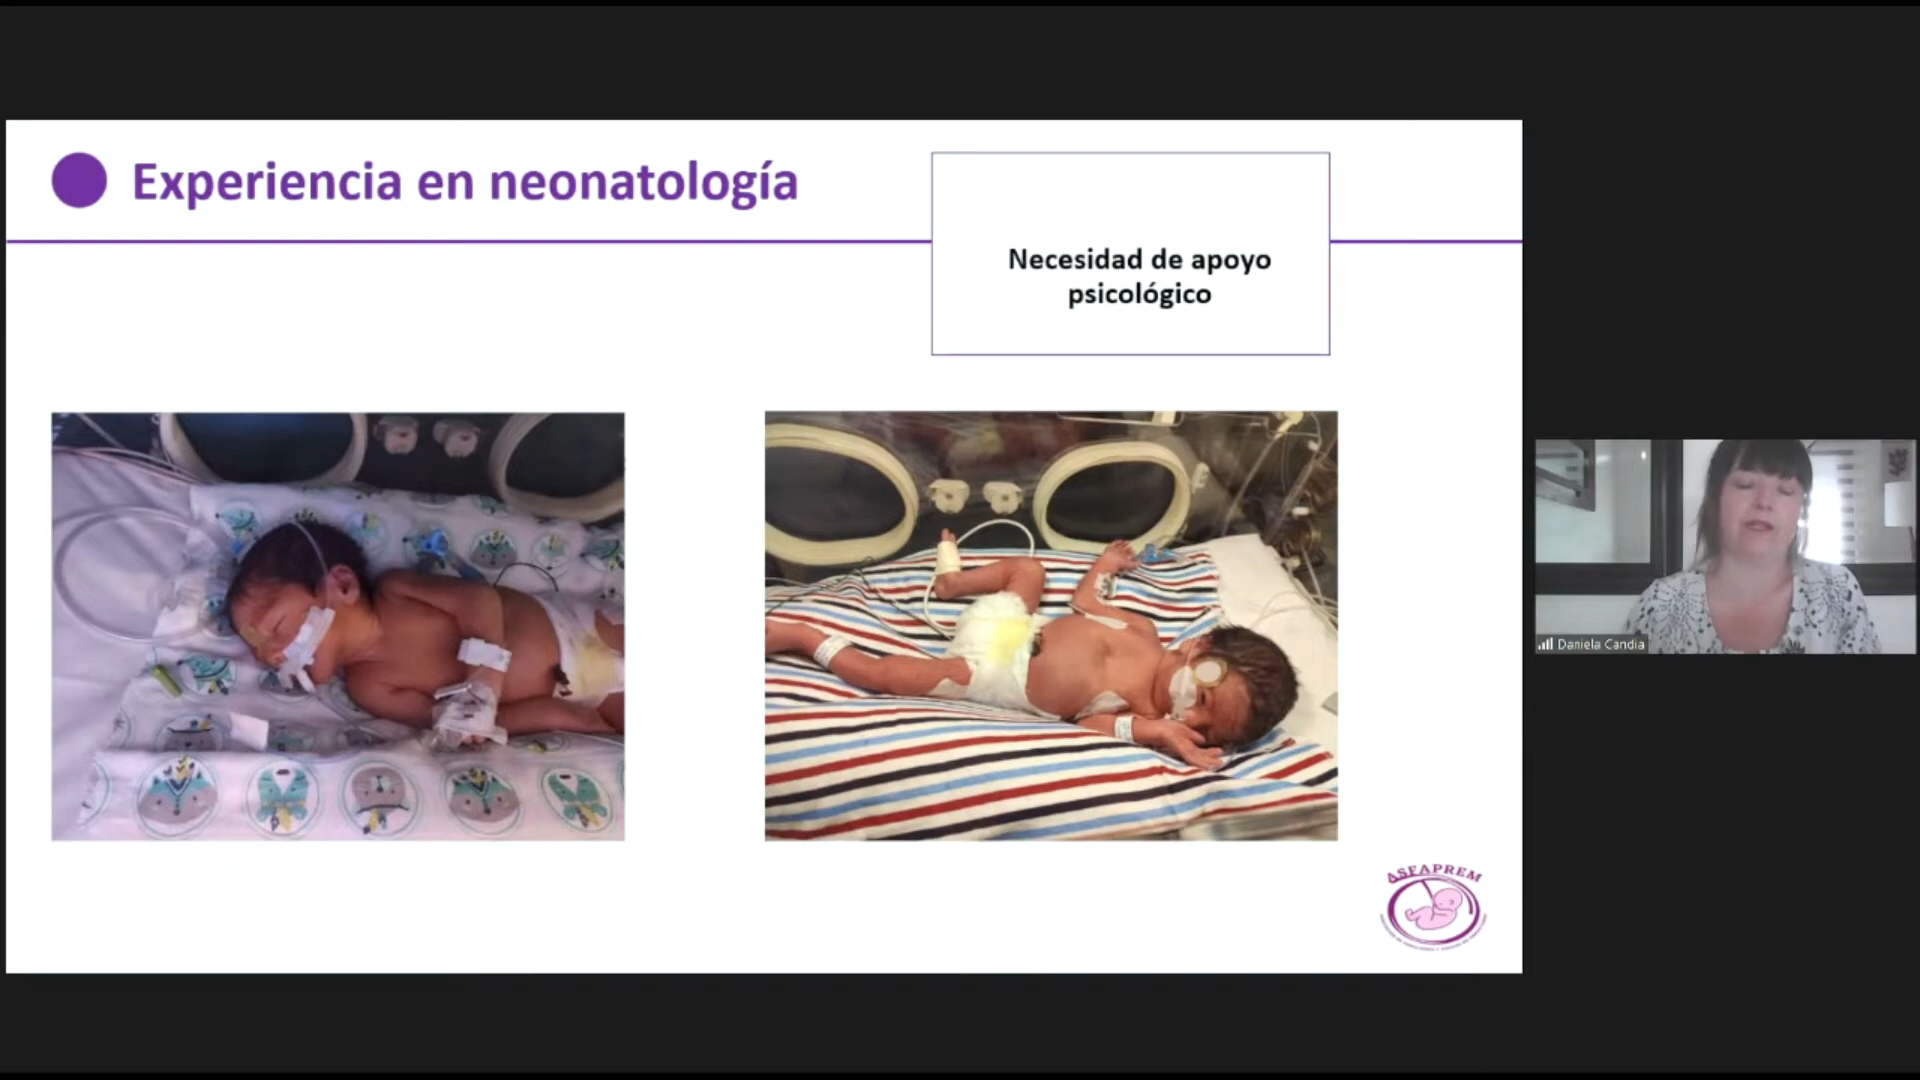 Experiencia en neonatología
Necesidad de apoyo
psicológico
Daniela Candia
ASFAPREM